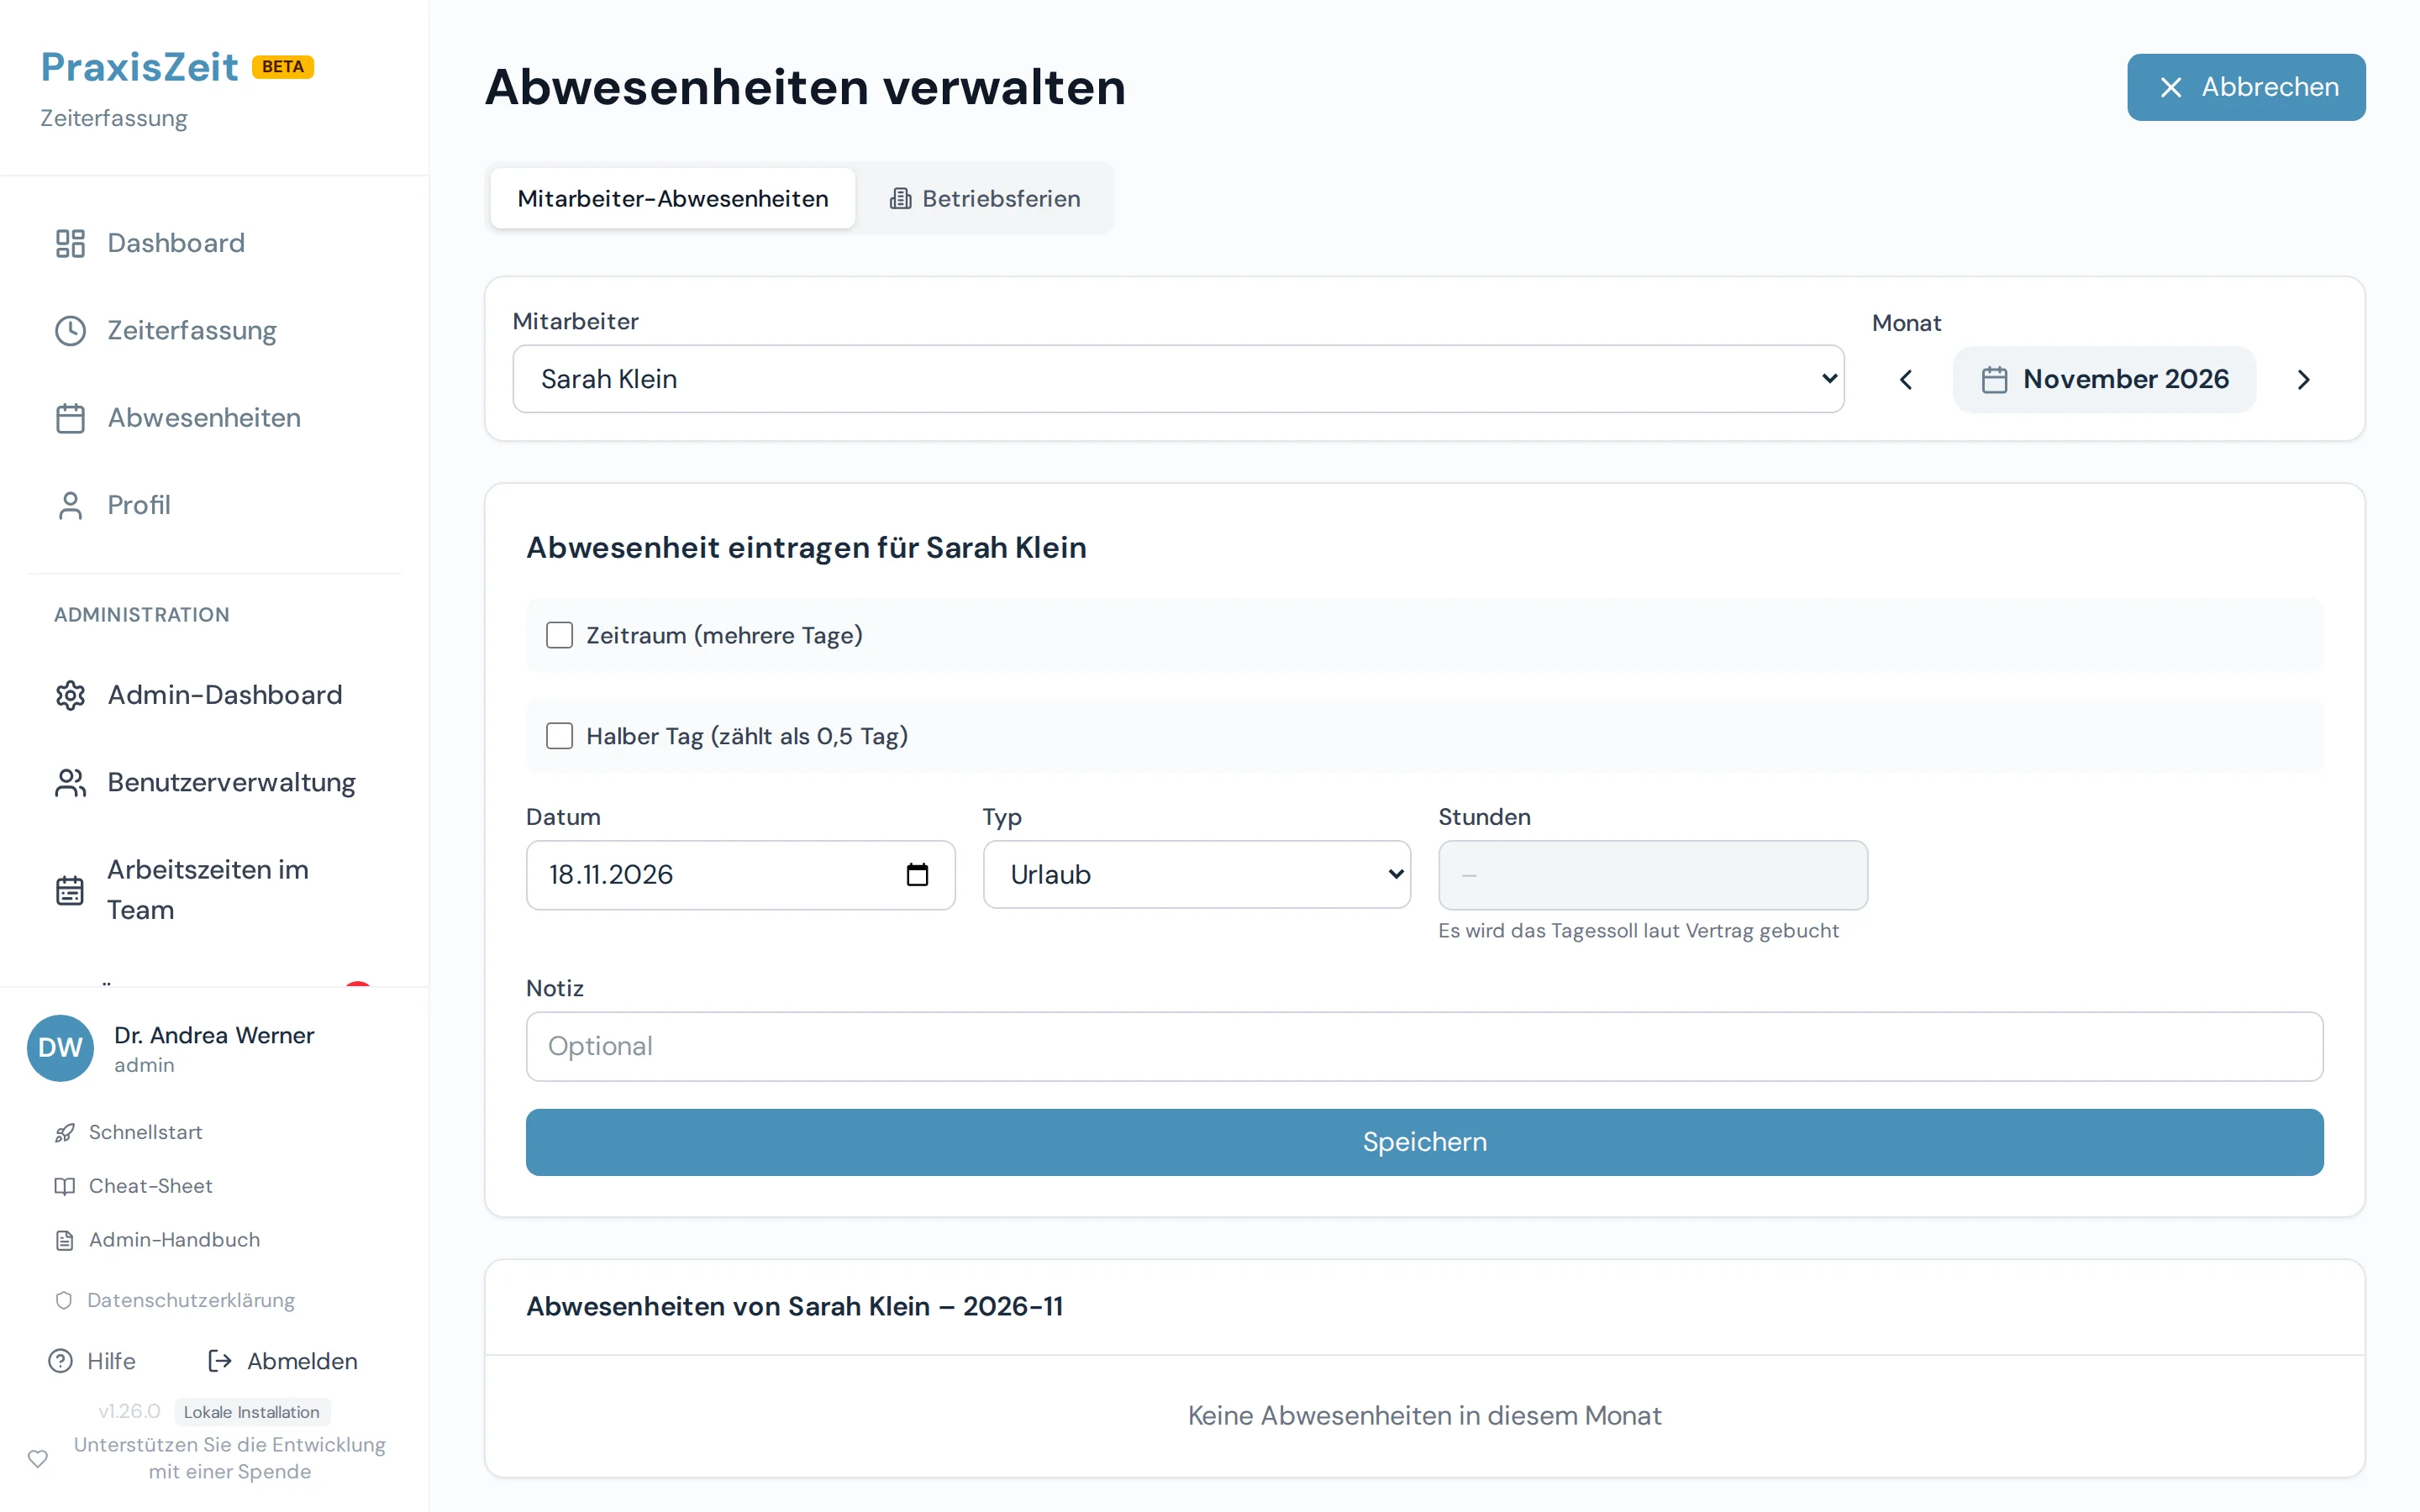 PraxisZeit BETA
Zeiterfassung
Dashboard
Zeiterfassung
Abwesenheiten
Profil
ADMINISTRATION
Admin-Dashboard
Benutzerverwaltung
Arbeitszeiten im
Team
DW
Dr. Andrea Werner
admin
Schnellstart
Cheat-Sheet
Admin-Handbuch
Datenschutzerklärung
Hilfe
Abmelden
v1.26.0 Lokale Installation
Unterstützen Sie die Entwicklung
mit einer Spende
Abwesenheiten verwalten
Abbrechen
Mitarbeiter-Abwesenheiten
Betriebsferien
Mitarbeiter
Sarah Klein
Monat
November 2026
Abwesenheit eintragen für Sarah Klein
Zeitraum (mehrere Tage)
Halber Tag (zählt als 0,5 Tag)
Datum
18.11.2026
Typ
Urlaub
Stunden
–
Es wird das Tagessoll laut Vertrag gebucht
Notiz
Optional
Speichern
Abwesenheiten von Sarah Klein – 2026-11
Keine Abwesenheiten in diesem Monat